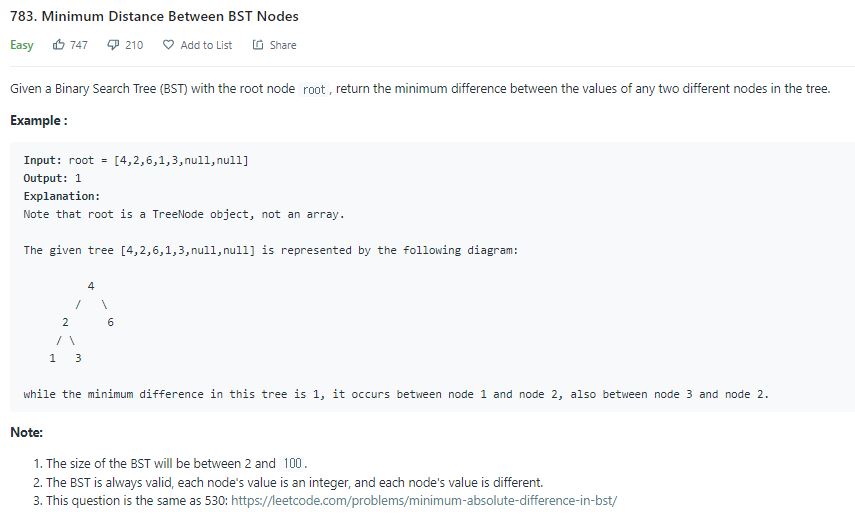 783. Minimum Distance Between BST Nodes
Easy 747 210 Add to List Share
Given a Binary Search Tree (BST) with the root node root , return the minimum difference between the values of any two different nodes in the tree.
Example :
Input: root = [4,2,6,1,3,null,null]
Output: 1
Explanation:
Note that root is a TreeNode object, not an array.
The given tree [4,2,6,1,3,null,null] is represented by the following diagram:
4
/ \
2 6
/ \
1 3
while the minimum difference in this tree is 1, it occurs between node 1 and node 2, also between node 3 and node 2.
Note:
1. The size of the BST will be between 2 and 100.
2. The BST is always valid, each node's value is an integer, and each node's value is different.
3. This question is the same as 530: https://leetcode.com/problems/minimum-absolute-difference-in-bst/